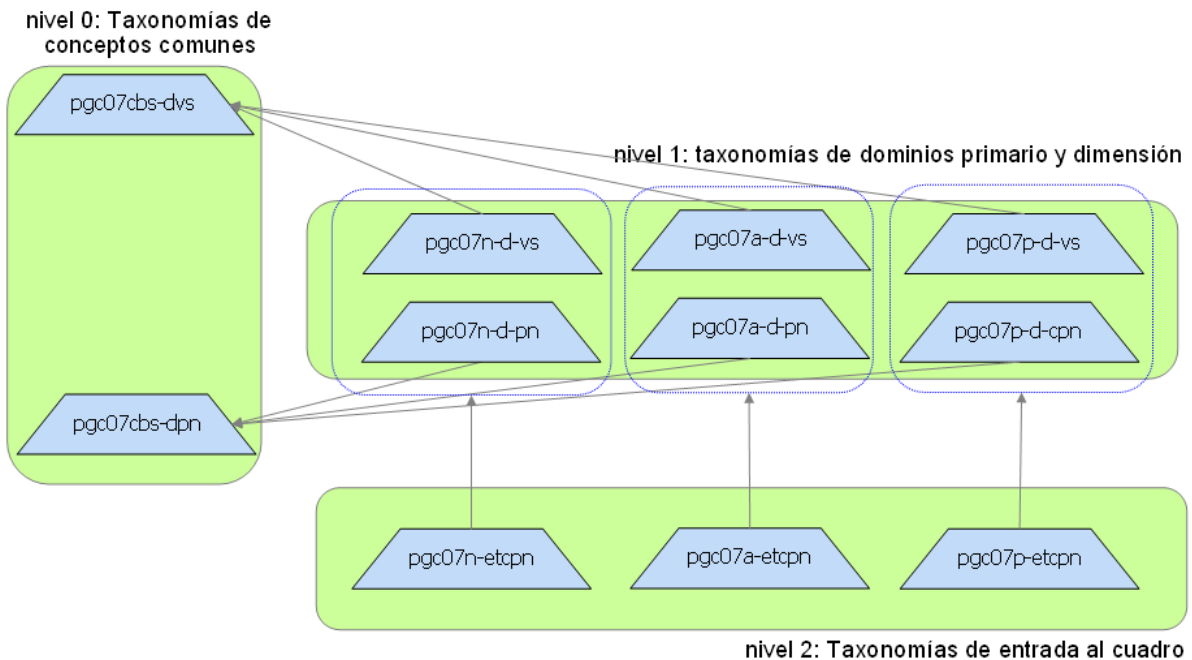 nivel 0: Taxonomías de
conceptos comunes
pgc07cbs-dvs
nivel 1: taxonomías de dominios primario y dimensión
pgc07n-d-vs
pgc07a-d-vs
pgc07p-d-vs
pgc07n-d-pn
pgc07a-d-pn
pgc07p-d-cpn
pgc07cbs-dpn
pgc07n-etcpn
pgc07a-etcpn
pgc07p-etcpn
nivel 2: Taxonomías de entrada al cuadro